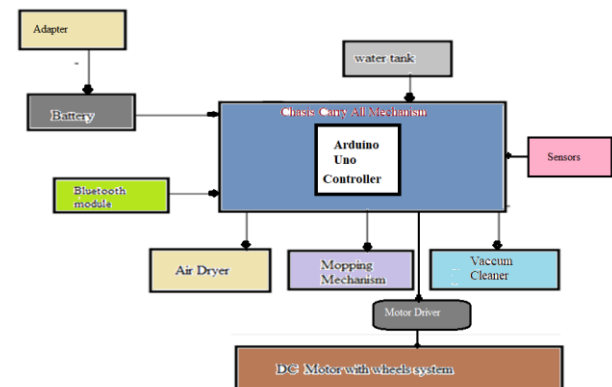 Adapter
water tank
Battery
Chasis Carry All Mechanism
Arduino
Uno
Controller
Sensors
Bluetooth
module
Air Dryer
Mopping
Mechanism
Vaccum
Cleaner
Motor Driver
DC Motor with wheels system